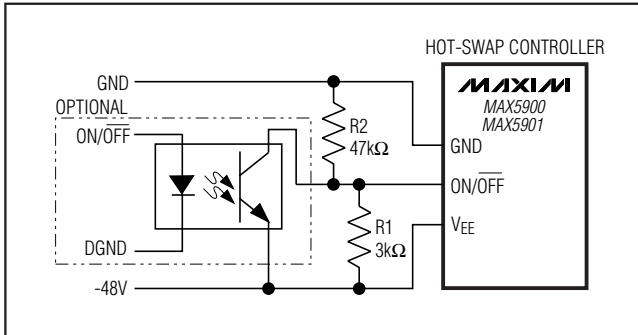 HOT-SWAP CONTROLLER
MAXIM
MAX5900
MAX5901
GND
OPTIONAL
ON/OFF
R2
47kΩ
GND
ON/OFF
R1
3kΩ
VEE
DGND
-48V